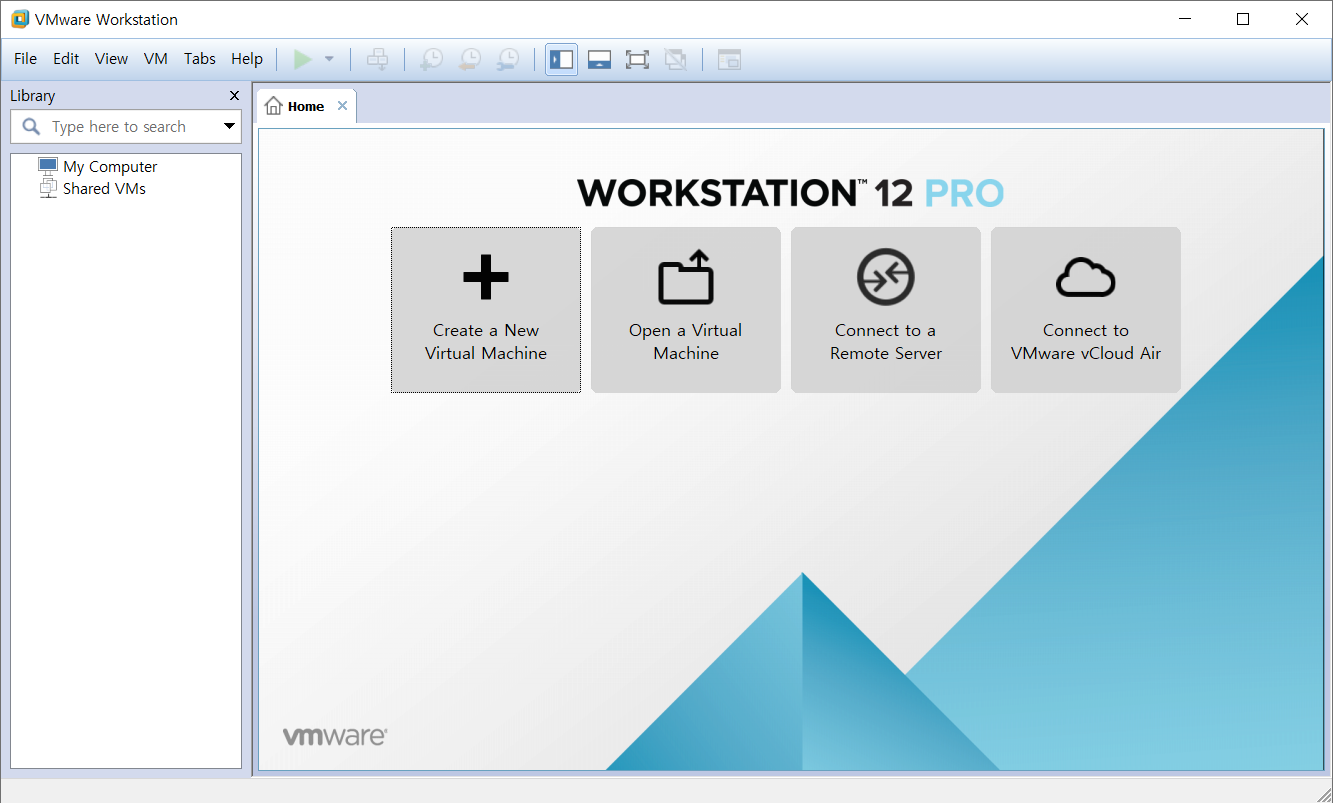 VMware Workstation
File Edit View VM Tabs Help
Library
Type here to search
My Computer
Shared VMs
Home
WORKSTATION™ 12 PRO
Create a New
Virtual Machine
Open a Virtual
Machine
Connect to a
Remote Server
Connect to
VMware vCloud Air
vmware®